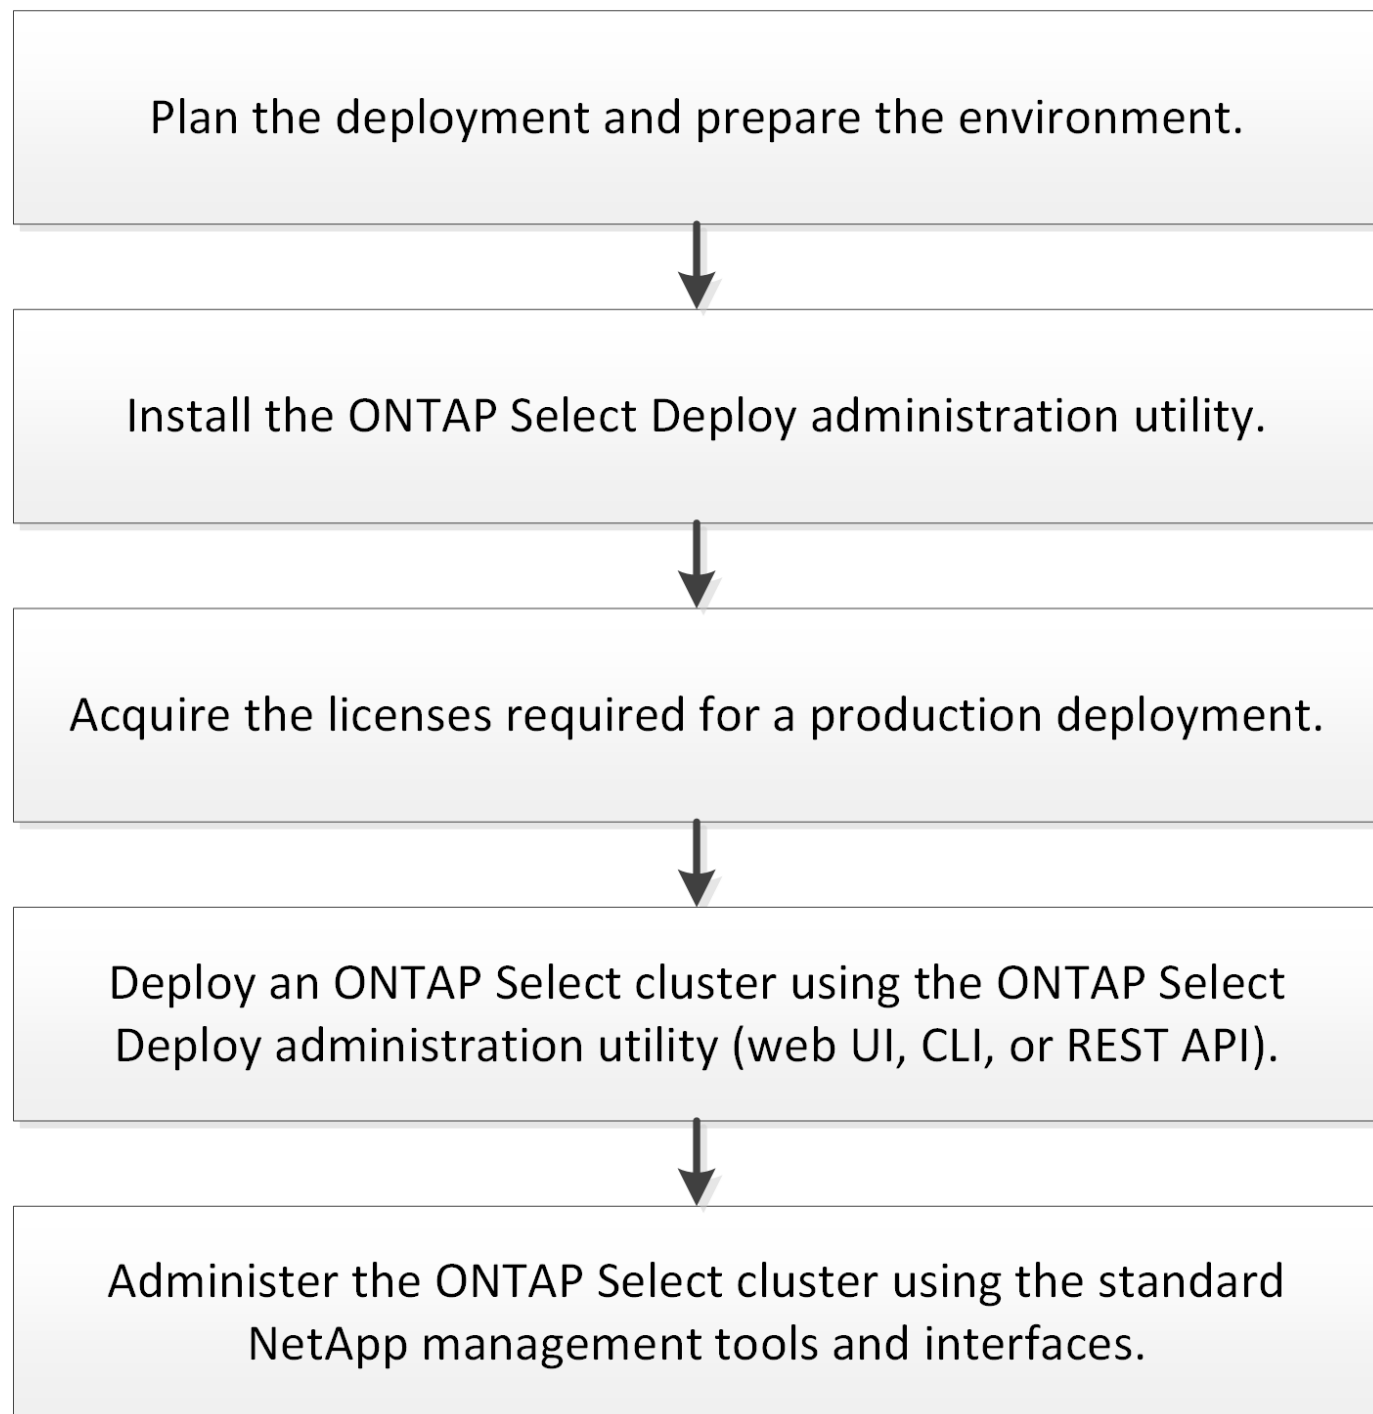 Plan the deployment and prepare the environment.
Install the ONTAP Select Deploy administration utility.
Acquire the licenses required for a production deployment.
Deploy an ONTAP Select cluster using the ONTAP Select
Deploy administration utility (web UI, CLI, or REST API).
Administer the ONTAP Select cluster using the standard
NetApp management tools and interfaces.